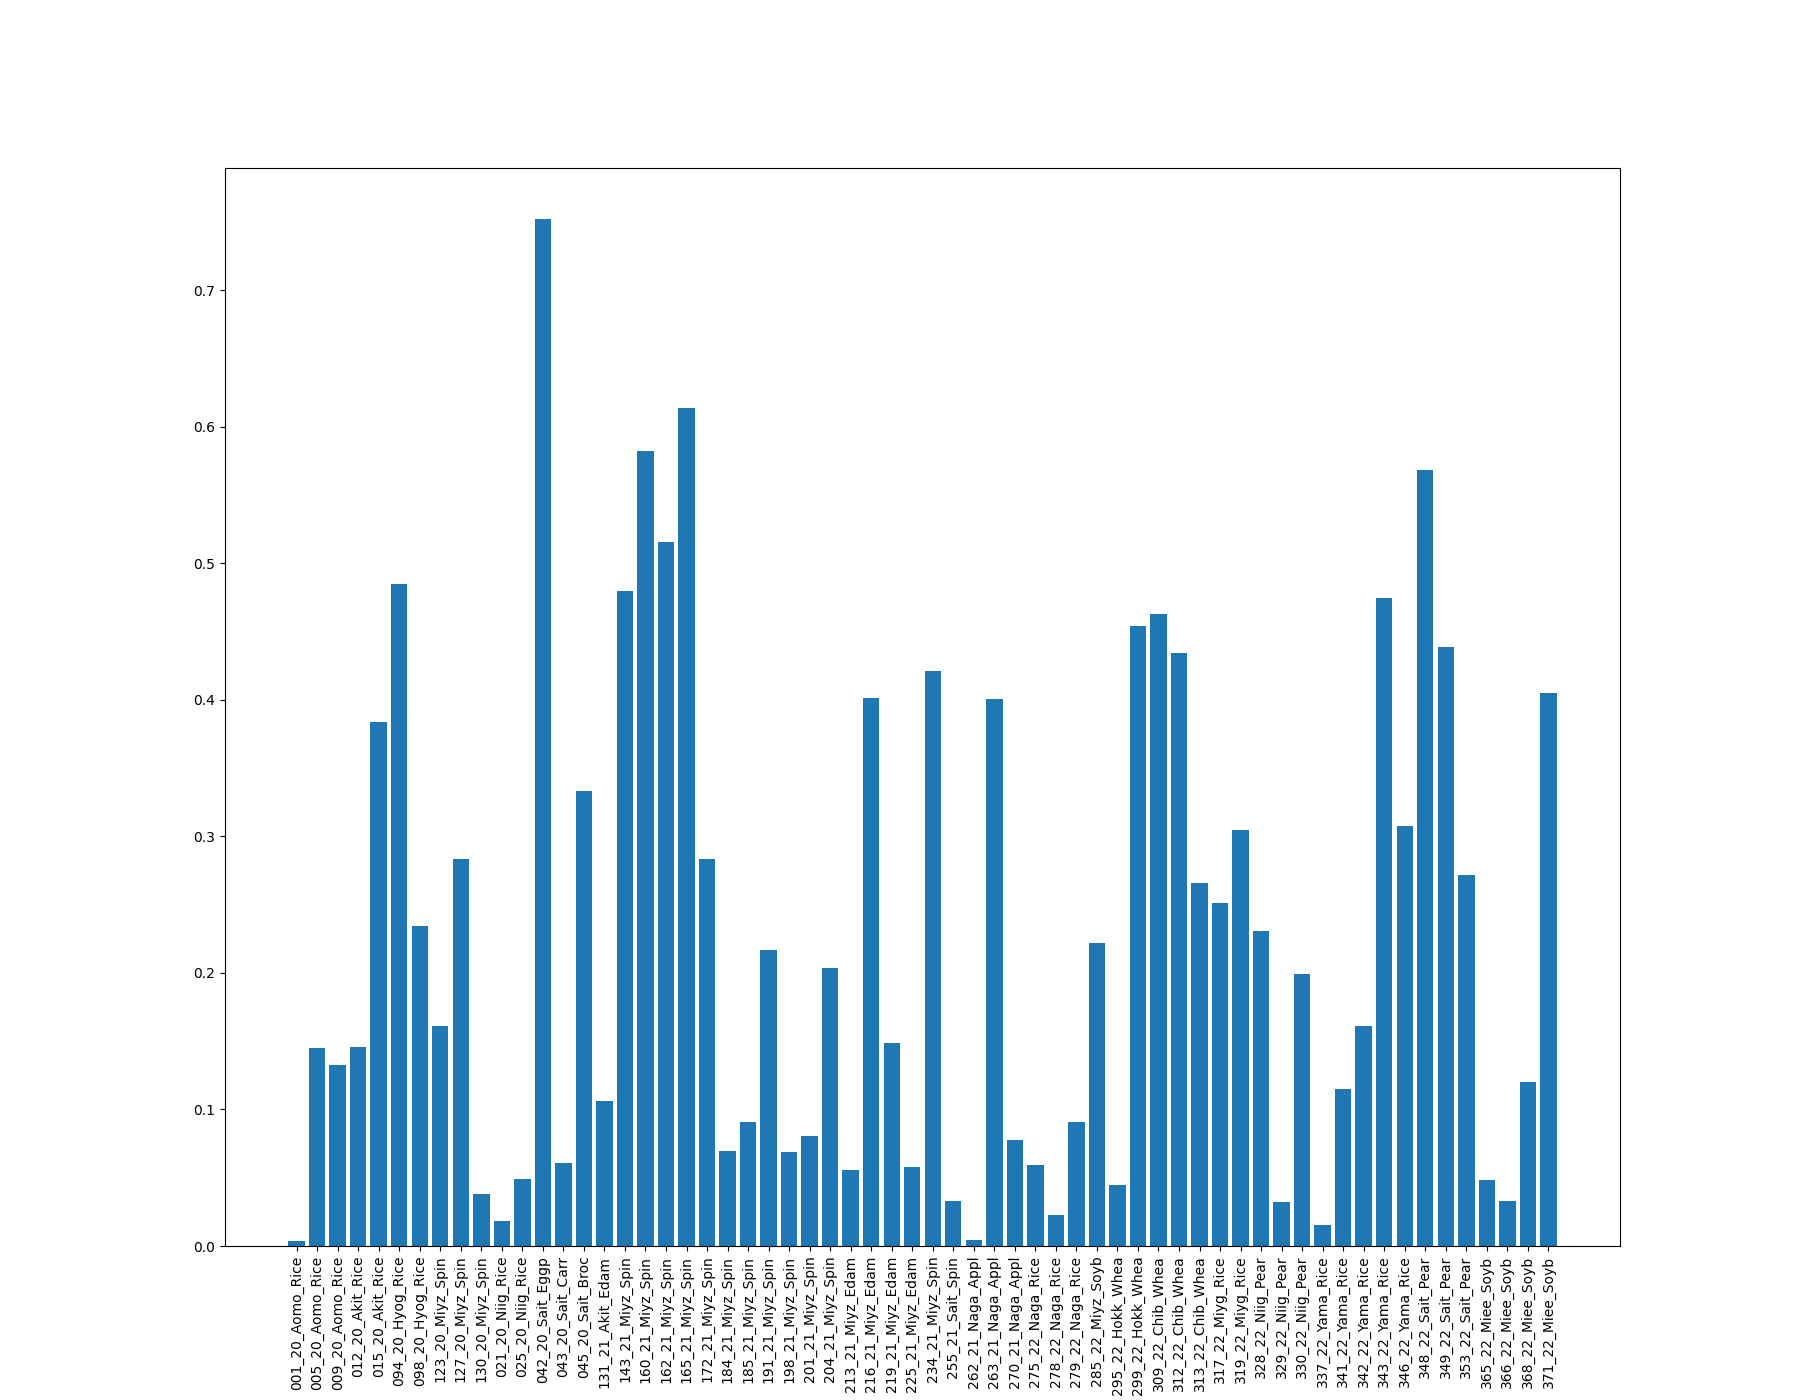 0.7
0.6
0.5
0.4
0.3
0.2
0.1
0.0
001_20_Aomo_Rice
005_20_Aomo_Rice
009_20_Aomo_Rice
012_20_Akit_Rice
015_20_Akit_Rice
094_20_Hyog_Rice
098_20_Hyog_Rice
123_20_Miyz_Spin
127_20_Miyz_Spin
130_20_Miyz_Spin
021_20_Niig_Rice
025_20_Niig_Rice
042_20_Sait_Eggp
043_20_Sait_Carr
045_20_Sait_Broc
131_21_Akit_Edam
143_21_Miyz_Spin
160_21_Miyz_Spin
162_21_Miyz_Spin
165_21_Miyz_Spin
172_21_Miyz_Spin
184_21_Miyz_Spin
185_21_Miyz_Spin
191_21_Miyz_Spin
198_21_Miyz_Spin
201_21_Miyz_Spin
204_21_Miyz_Spin
213_21_Miyz_Edam
216_21_Miyz_Edam
219_21_Miyz_Edam
225_21_Miyz_Edam
234_21_Miyz_Spin
255_21_Sait_Spin
262_21_Naga_Appl
263_21_Naga_Appl
270_21_Naga_Appl
275_22_Naga_Rice
278_22_Naga_Rice
279_22_Naga_Rice
285_22_Miyz_Soyb
295_22_Hokk_Whea
299_22_Hokk_Whea
309_22_Chib_Whea
312_22_Chib_Whea
313_22_Chib_Whea
317_22_Miyg_Rice
319_22_Miyg_Rice
328_22_Niig_Pear
329_22_Niig_Pear
330_22_Niig_Pear
337_22_Yama_Rice
341_22_Yama_Rice
342_22_Yama_Rice
343_22_Yama_Rice
346_22_Yama_Rice
348_22_Sait_Pear
349_22_Sait_Pear
353_22_Sait_Pear
365_22_Miee_Soyb
366_22_Miee_Soyb
368_22_Miee_Soyb
371_22_Miee_Soyb